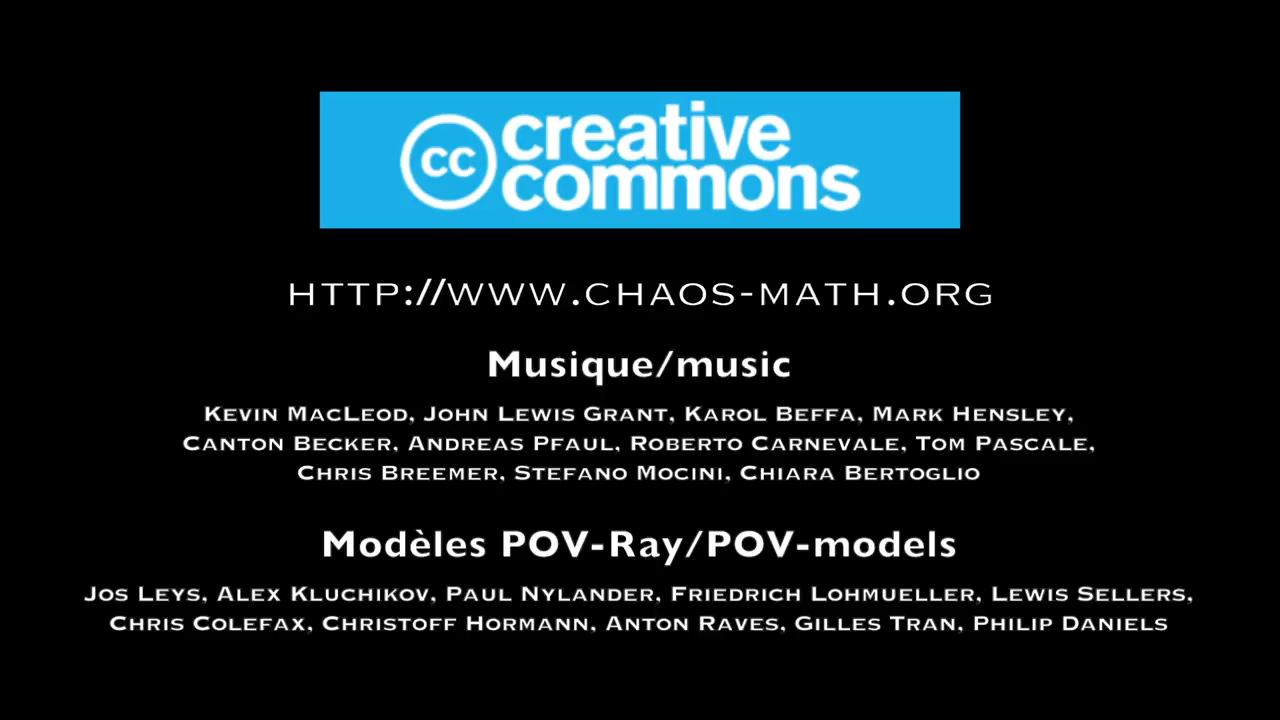 cc creative
commons
HTTP://WWW.CHAOS-MATH.ORG
Musique/music
Kevin MacLeod, John Lewis Grant, Karol Beffa, Mark Hensley,
Canton Becker, Andreas Pfaul, Roberto Carnevale, Tom Pascale,
Chris Breemer, Stefano Mocini, Chiara Bertoglio
Modèles POV-Ray/POV-models
Jos Leys, Alex Kluchikov, Paul Nylander, Friedrich Lohmueller, Lewis Sellers,
Chris Colefax, Christoff Hormann, Anton Raves, Gilles Tran, Philip Daniels